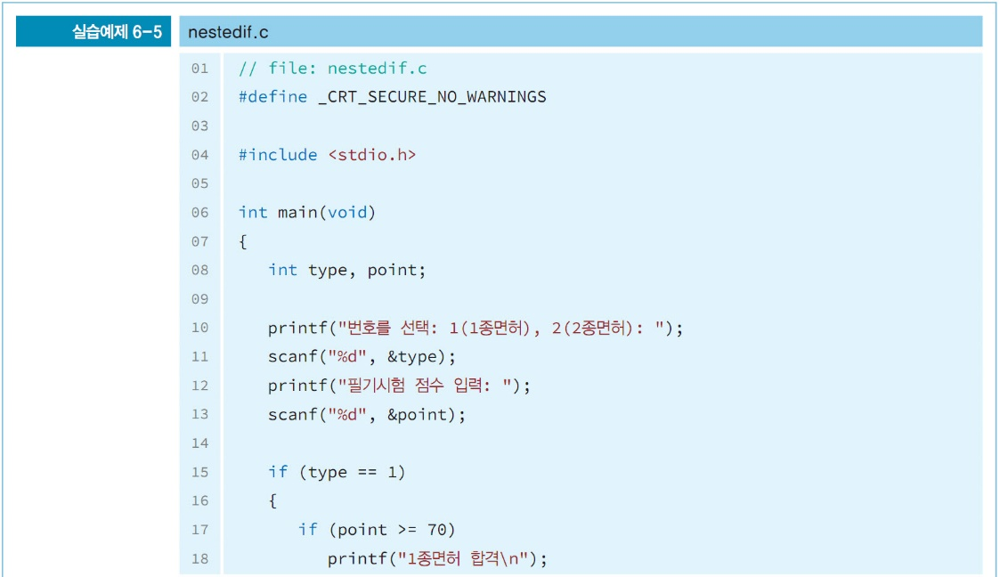 실습예제 6-5 nestedif.c
01 // file: nestedif.c
02 #define _CRT_SECURE_NO_WARNINGS
03
04 #include <stdio.h>
05
06 int main(void)
07 {
08    int type, point;
09
10    printf("번호를 선택: 1(1종면허), 2(2종면허): ");
11    scanf("%d", &type);
12    printf("필기시험 점수 입력: ");
13    scanf("%d", &point);
14
15    if (type == 1)
16    {
17       if (point >= 70)
18          printf("1종면허 합격\n");